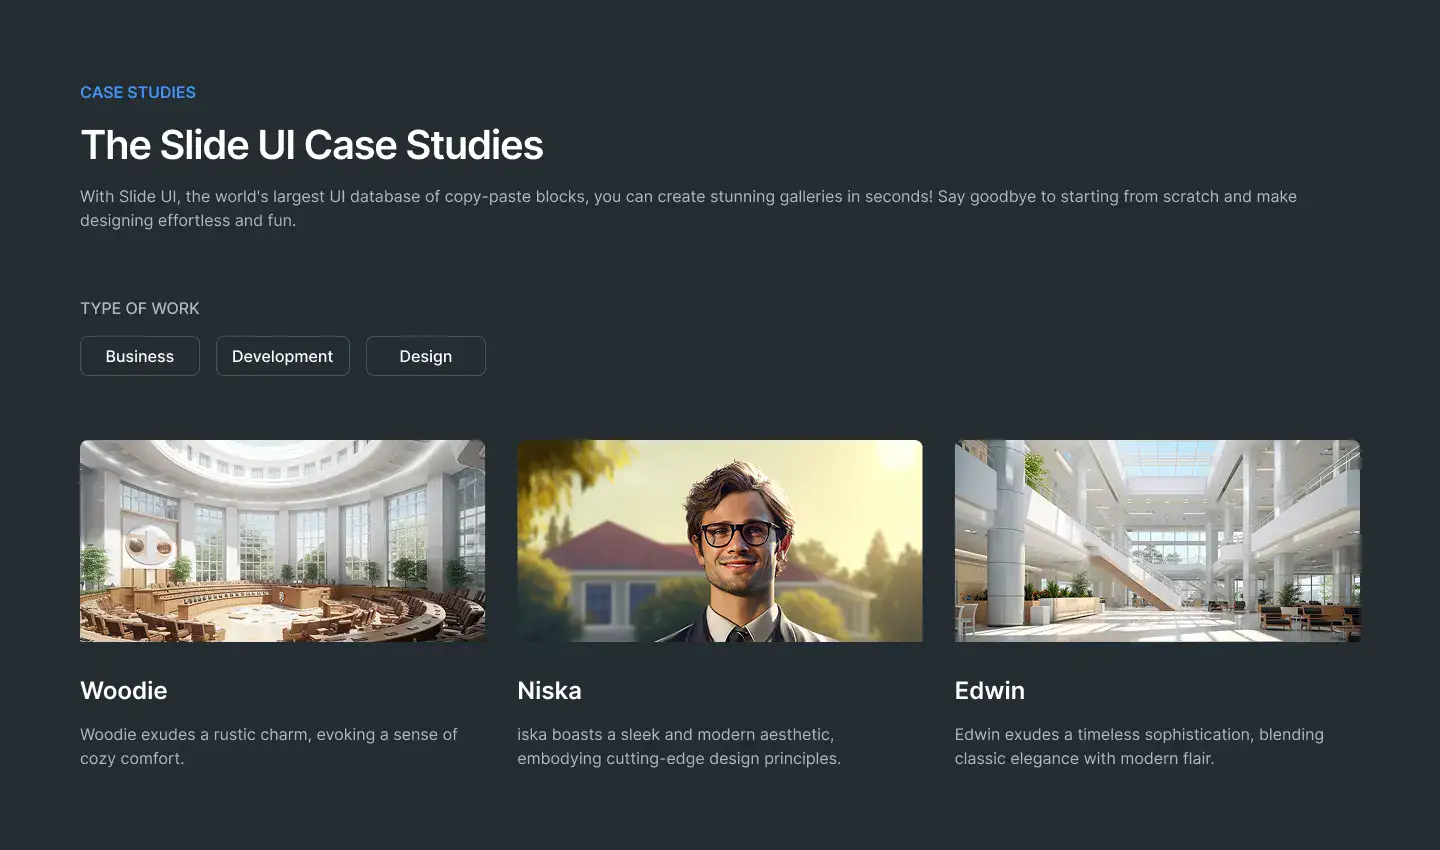 CASE STUDIES
The Slide UI Case Studies
With Slide UI, the world's largest UI database of copy-paste blocks, you can create stunning galleries in seconds! Say goodbye to starting from scratch and make
designing effortless and fun.
TYPE OF WORK
Business
Development
Design
Woodie
Woodie exudes a rustic charm, evoking a sense of
cozy comfort.
Niska
iska boasts a sleek and modern aesthetic,
embodying cutting-edge design principles.
Edwin
Edwin exudes a timeless sophistication, blending
classic elegance with modern flair.